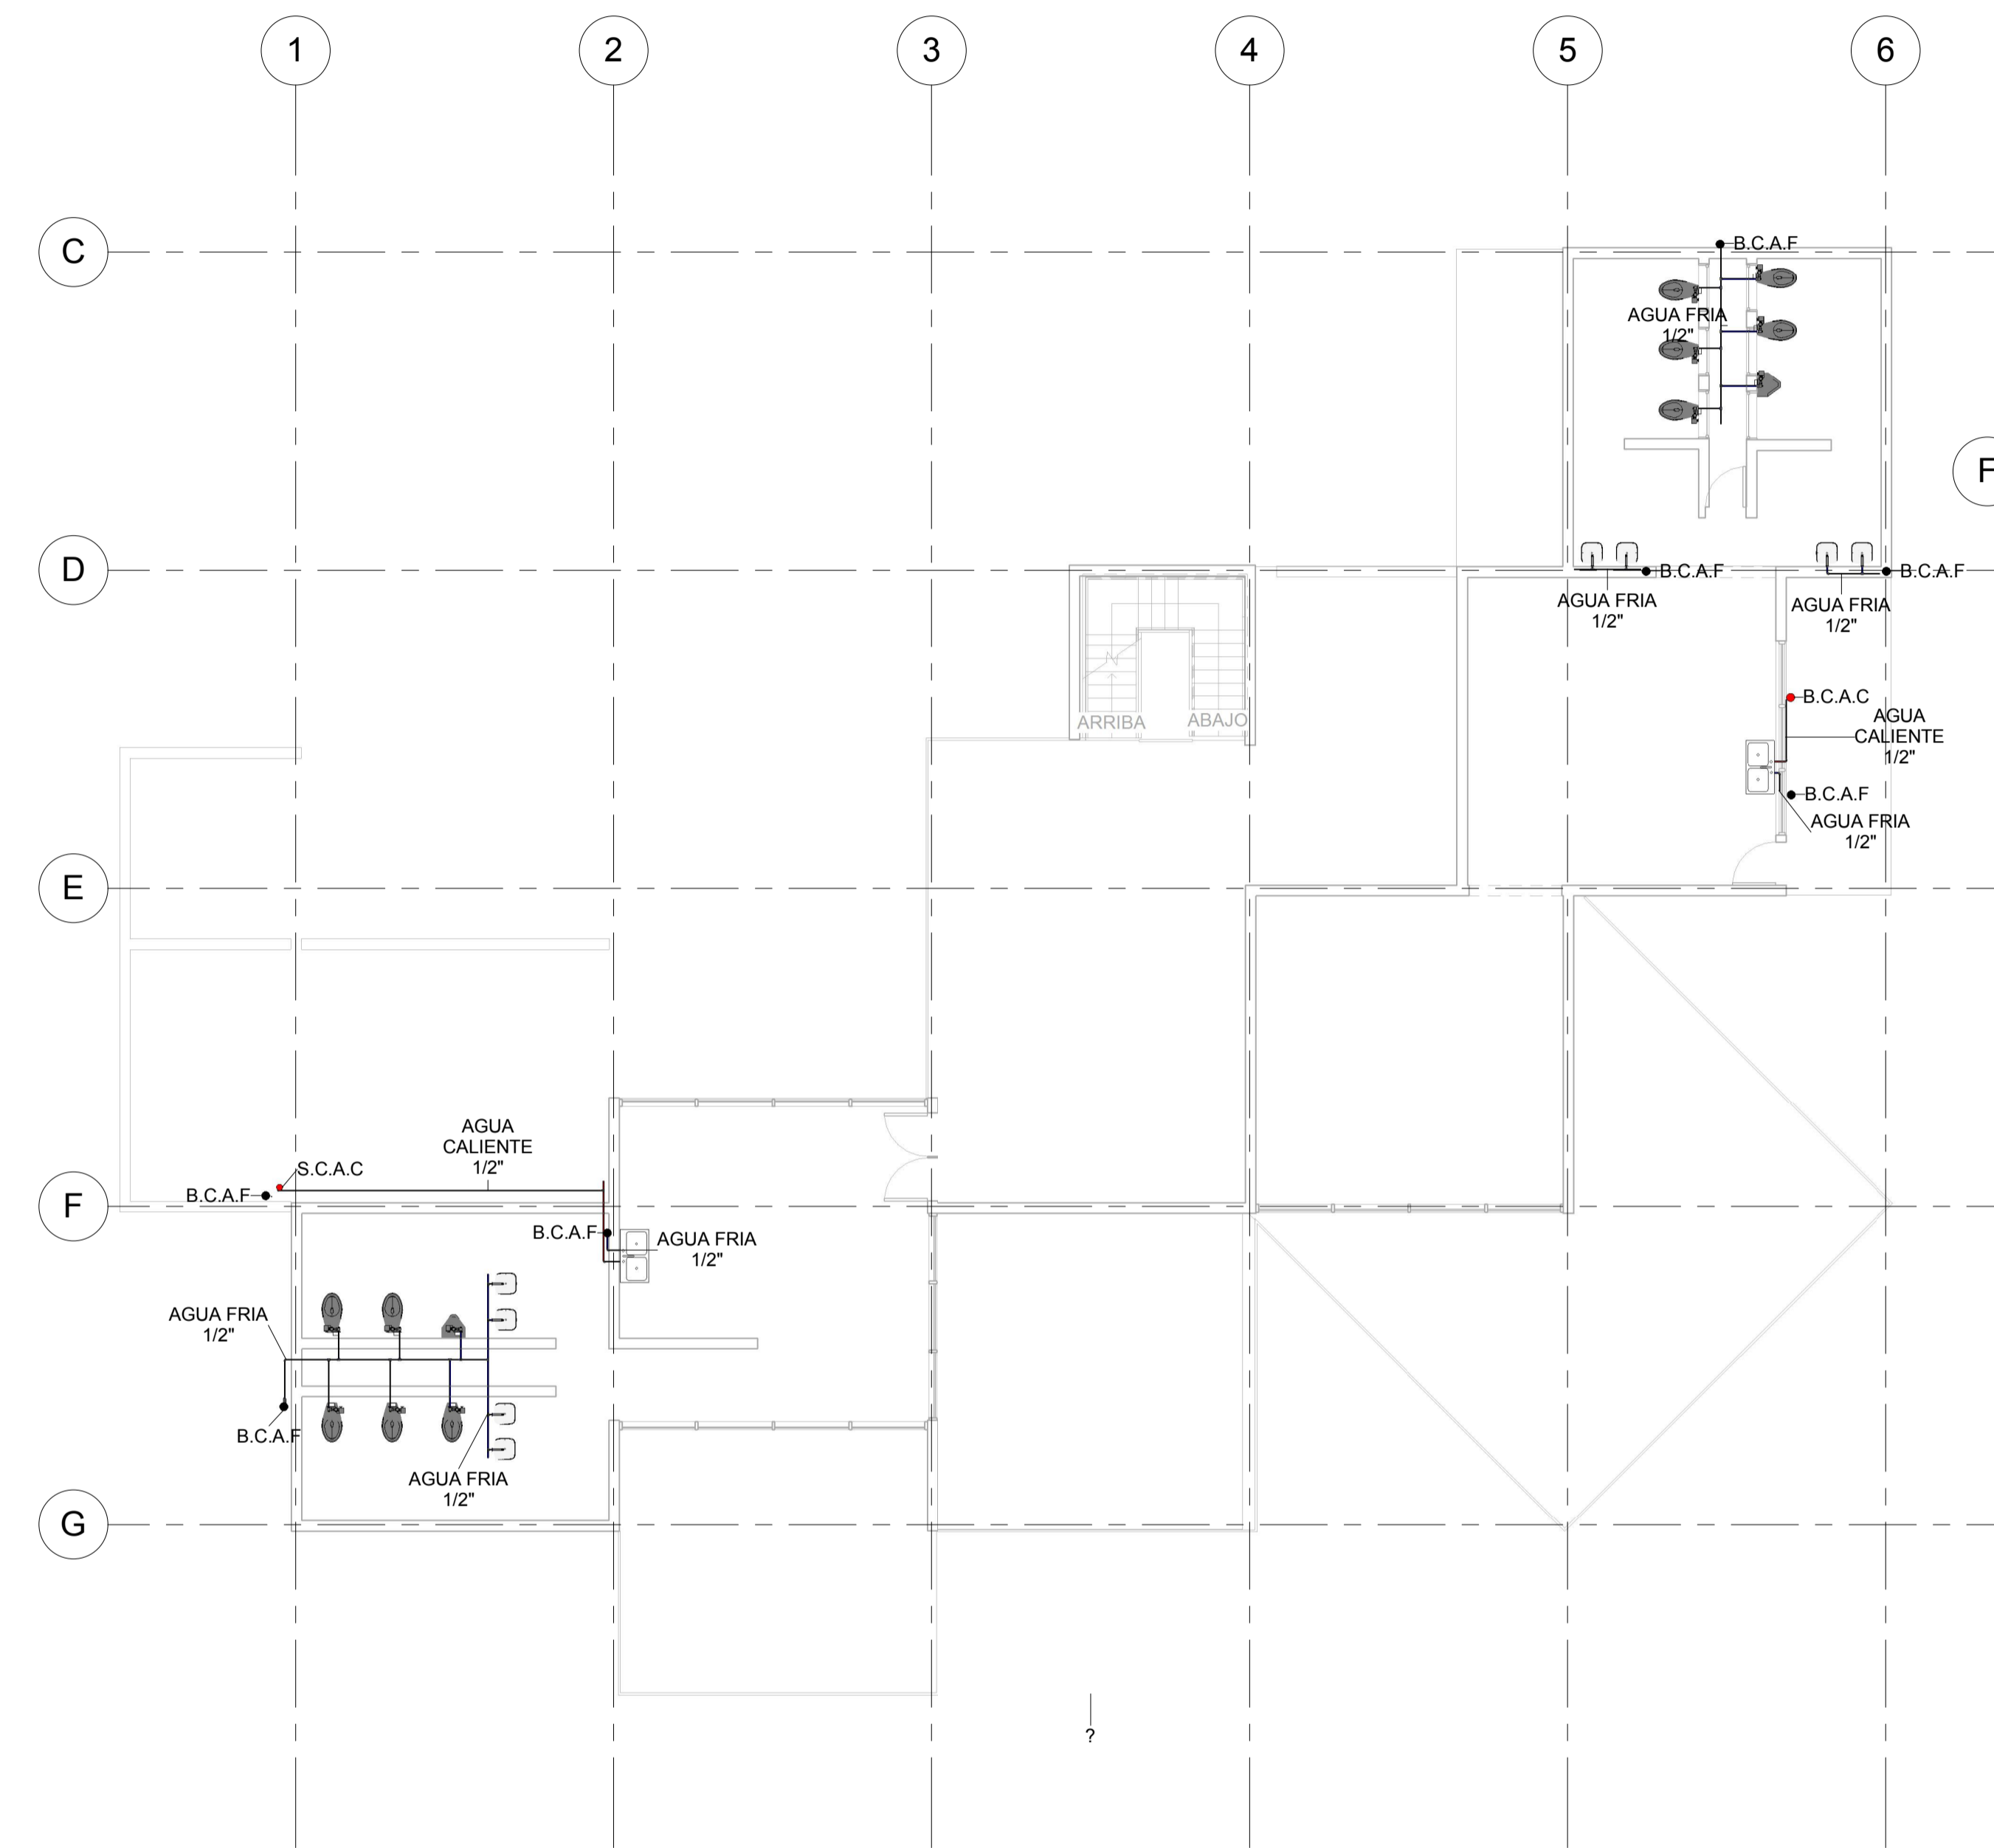 1
2
3
4
5
6
C
B.C.A.F
AGUA FRIA
1/2"
F
D
B.C.A.F
B.C.A.F
AGUA FRIA
1/2"
AGUA FRIA
1/2"
B.C.A.C
ARRIBA
ABAJO
AGUA
CALIENTE
1/2"
B.C.A.F
AGUA FRIA
1/2"
E
AGUA
CALIENTE
1/2"
S.C.A.C
B.C.A.F
F
B.C.A.F
AGUA FRIA
1/2"
AGUA FRIA
1/2"
B.C.A.F
AGUA FRIA
1/2"
G
?